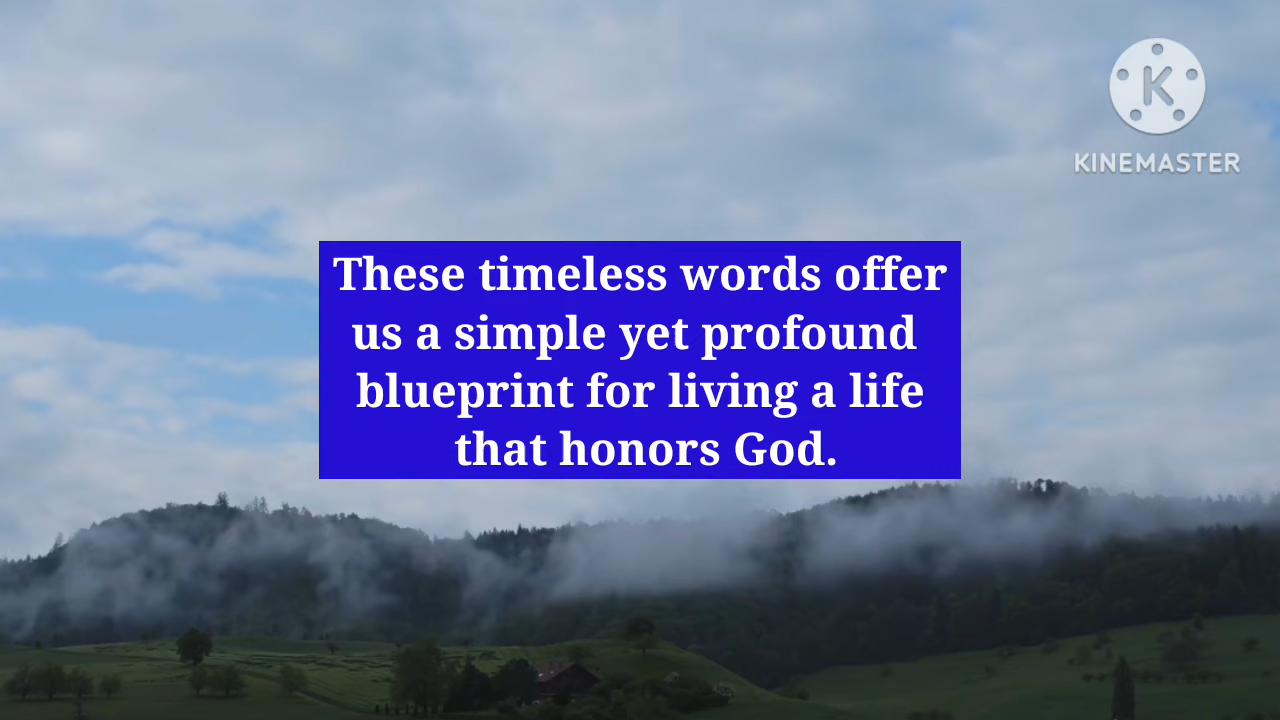 KINEMASTER
These timeless words offer
us a simple yet profound
blueprint for living a life
that honors God.